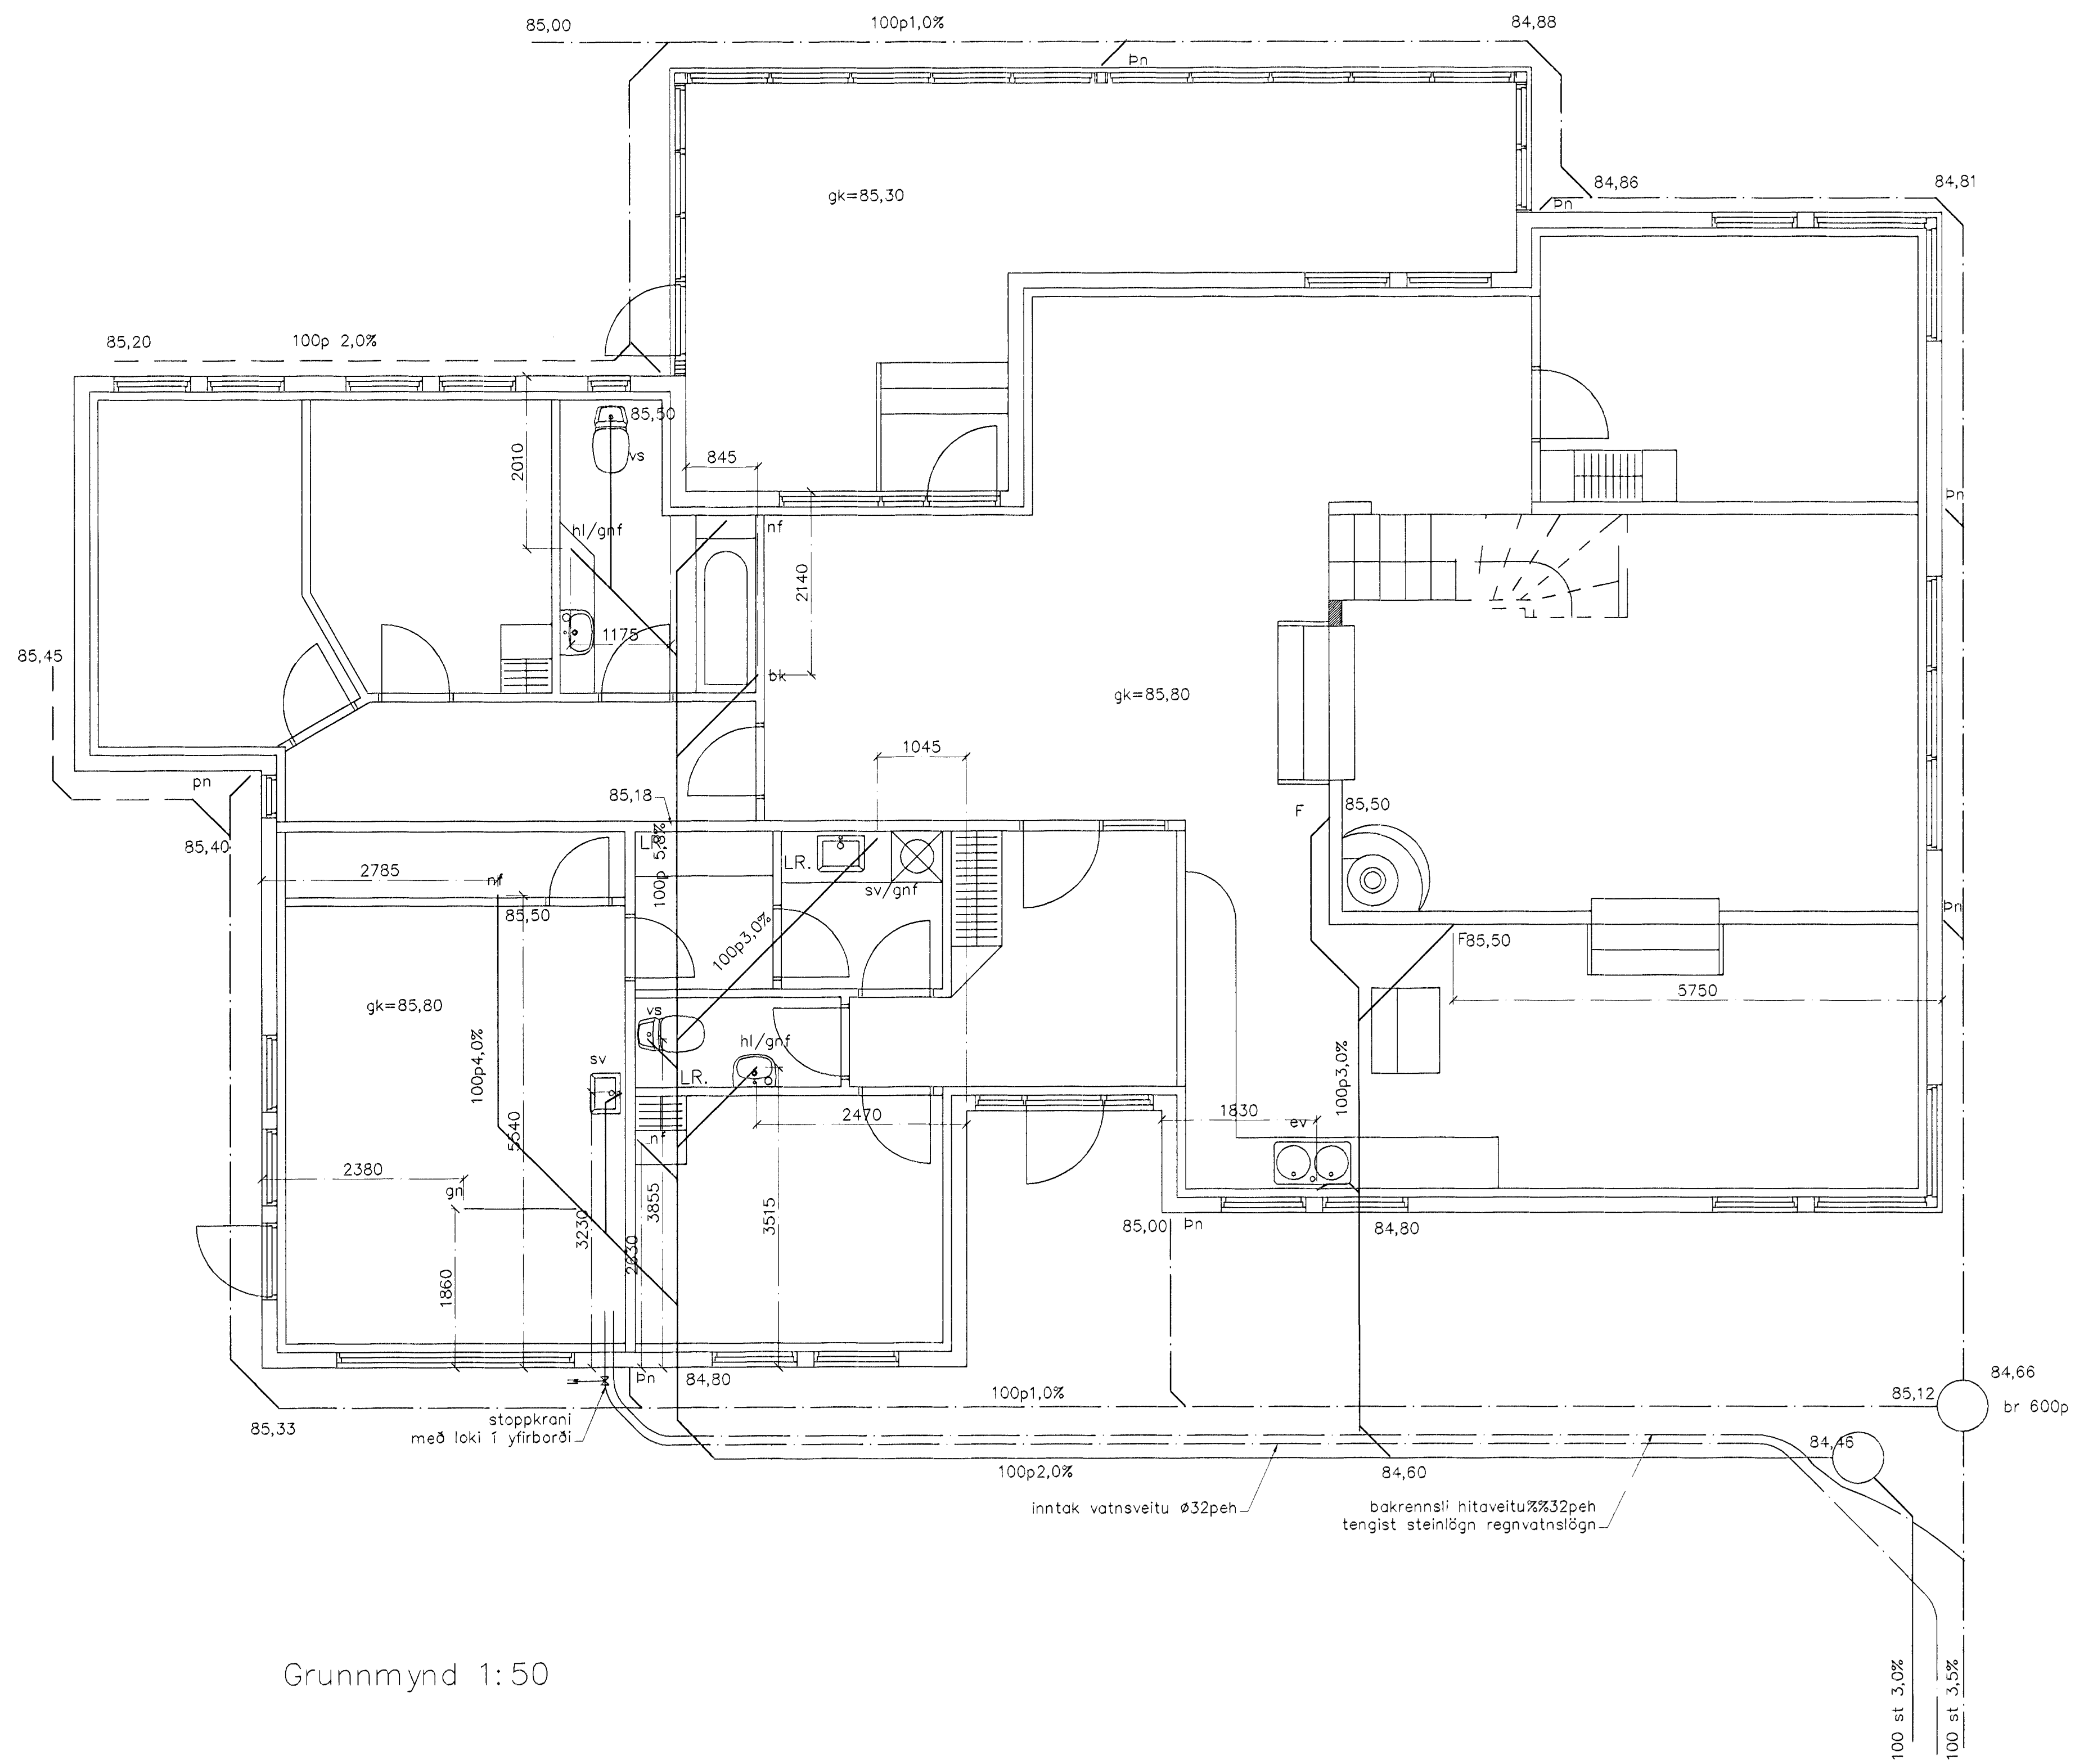 85,00
100p1,0%
84,88
Þn
84,86
84,81
gk=85,30
Þn
85,20
100p 2,0%
85,50
2010
vs
845
Þn
hl/gnf
nf
2140
1175
85,45
bk
gk=85,80
1045
þn
85,18
F
85,50
85,40
100p 5,8%
LR.
LR.
2785
nf
sv/gnf
85,50
Þn
100p3,0%
F85,50
gk=85,80
5750
vs
hl/gnf
100p4,0%
sv
LR.
100p3,0%
5540
2470
1830
ev
nf
2380
gn
3855
3230
3515
2630
85,00
Þn
84,80
1860
84,66
Þn
84,80
100p1,0%
85,12
br 600p
85,33
stoppkrani
með loki í yfirborði
84,46
100p2,0%
84,60
inntak vatnsveitu ø32peh
bakrennsli hitaveitu%%32peh
tengist steinlögn regnvatnslögn
Grunnmynd 1:50
100 st 3,0%
100 st 3,5%